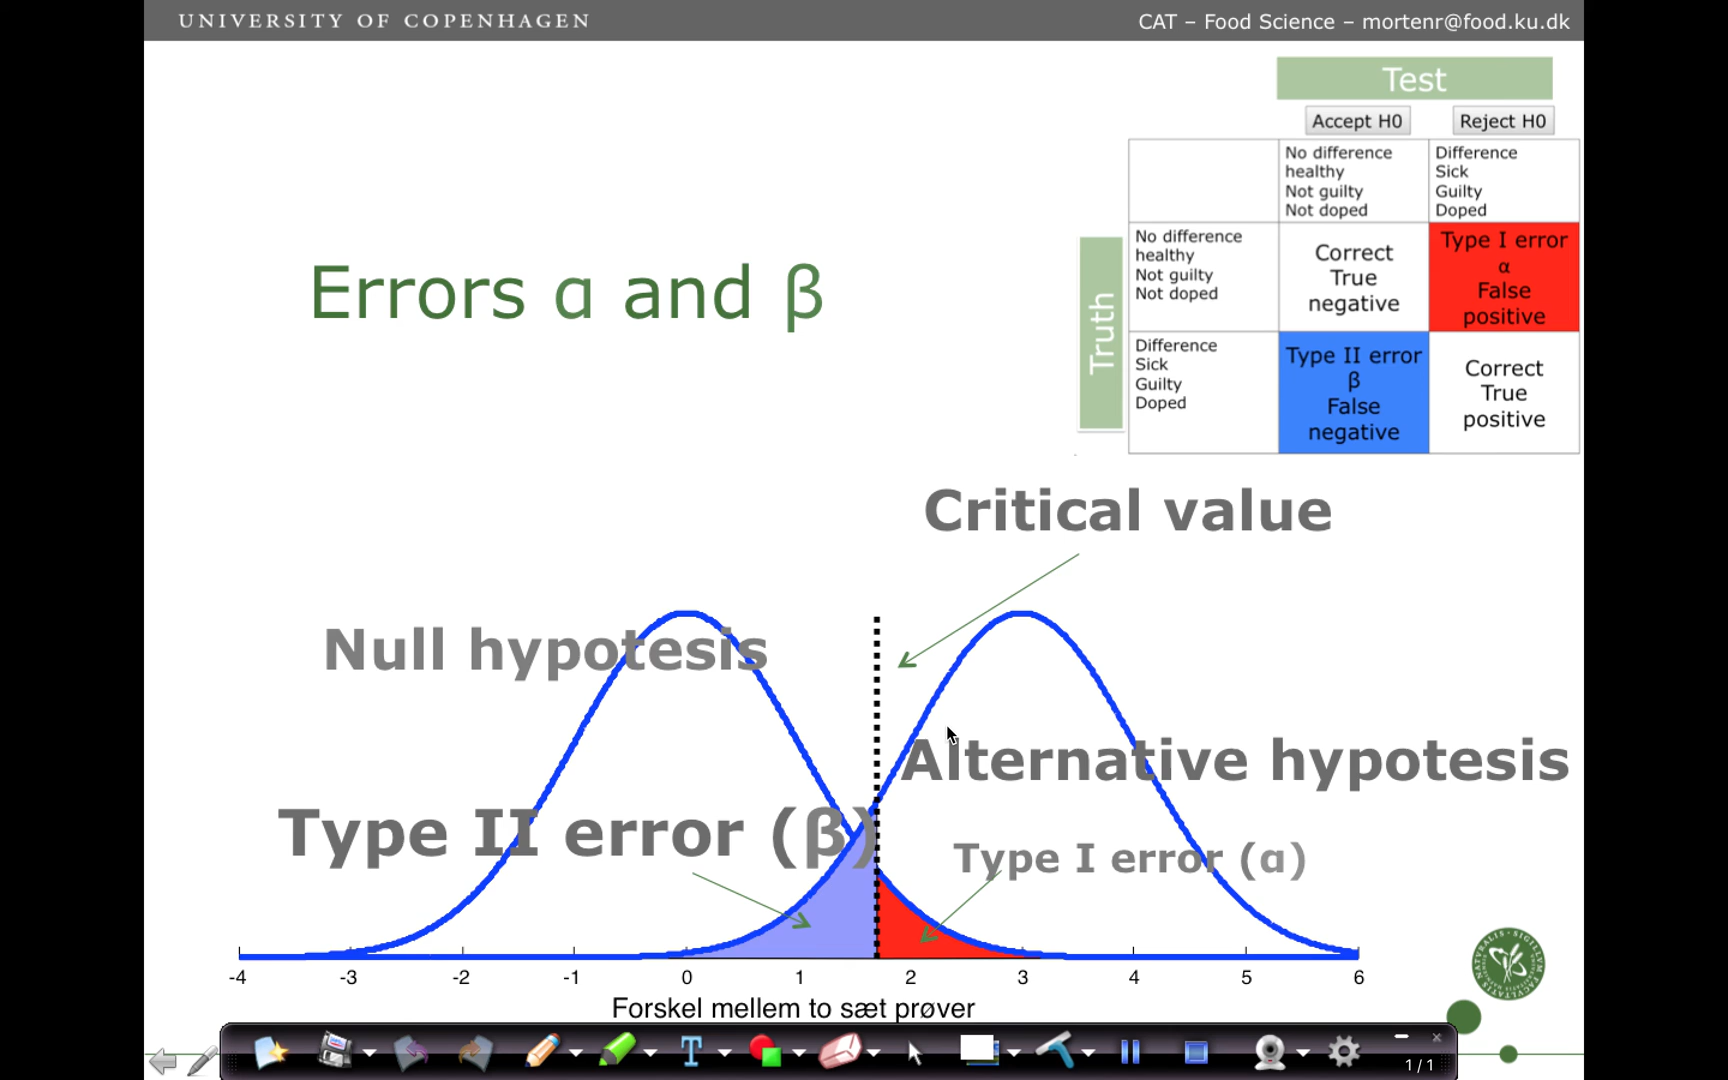 UNIVERSITY OF COPENHAGEN
CAT – Food Science – mortenr@food.ku.dk
Test
Accept H0
Reject H0
No difference
healthy
Not guilty
Not doped
Difference
Sick
Guilty
Doped
Truth
No difference
healthy
Not guilty
Not doped
Correct
True
negative
Type I error
α
False
positive
Difference
Sick
Guilty
Doped
Type II error
β
False
negative
Correct
True
positive
Errors α and β
Critical value
Null hypotesis
Alternative hypotesis
Type II error (β)
Type I error (α)
-4 -3 -2 -1 0 1 2 3 4 5 6
Forskel mellem to sæt prøver
T
1 / 1